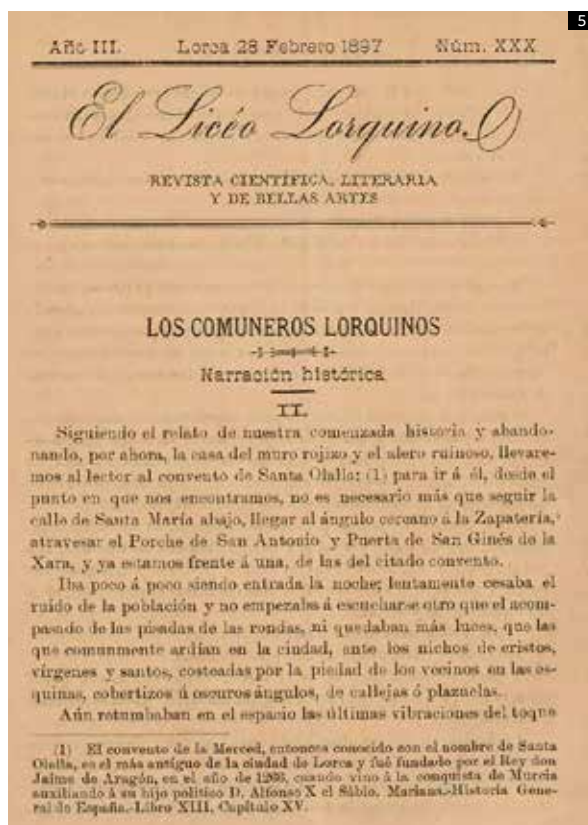 5
Año III. Lorca 28 Febrero 1897 Núm. XXX
El Licéo Lorquino
REVISTA CIENTÍFICA, LITERARIA
Y DE BELLAS ARTES
LOS COMUNEROS LORQUINOS
Narración histórica
II.
Siguiendo el relato de nuestra comenzada historia y abando-
nando, por ahora, la casa del muro rojizo y el alero ruinoso, llevare-
mos al lector al convento de Santa Olalla; (1) para ir á él, desde el
punto en que nos encontramos, no es necesario más que seguir la
calle de Santa María abajo, llegar al ángulo cercano á la Zapatería,
atravesar el Porche de San Antonio y Puerta de San Ginés de la
Xara, y ya estamos frente á una, de las del citado convento.
Iba poco á poco siendo entrada la noche; lentamente cesaba el
ruido de la población y no empezaba á escucharse otro que el acom-
pasado de las pisadas de las rondas, ni quedaban más luces, que las
que comunmente ardían en la ciudad, ante los nichos de cristos,
vírgenes y santos, costeadas por la piedad de los vecinos en las es-
quinas, cobertizos ú oscuros ángulos, de callejas ó plazuelas.
Aún retumbaban en el espacio las últimas vibraciones del toque
(1) El convento de la Merced, entonces conocido con el nombre de Santa
Olalla, es el más antíguo de la ciudad de Lorca y fué fundado por el Rey don
Jaime de Aragón, en el año de 1266, cuando vino á la conquista de Murcia
auxiliando á su hijo político D. Alfonso X el Sábio. Mariana.-Historia Gene-
ral de España.-Libro XIII, Capítulo XV.